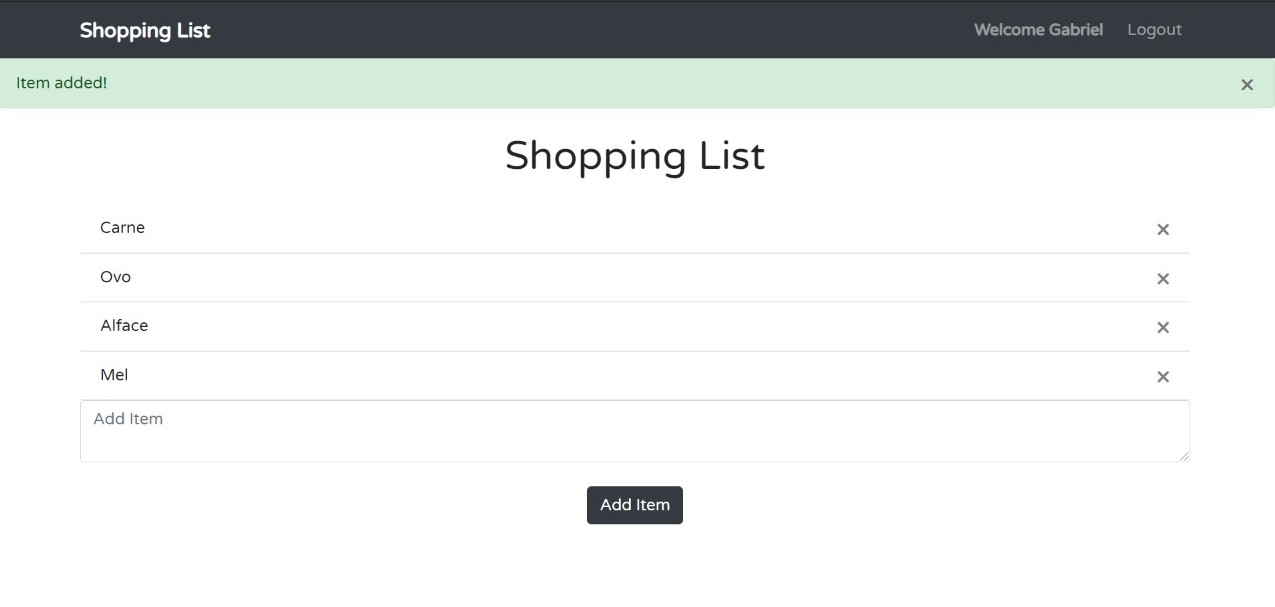 Shopping List Welcome Gabriel Logout
Item added! ×
Shopping List
Carne ×
Ovo ×
Alface ×
Mel ×
Add Item
Add Item